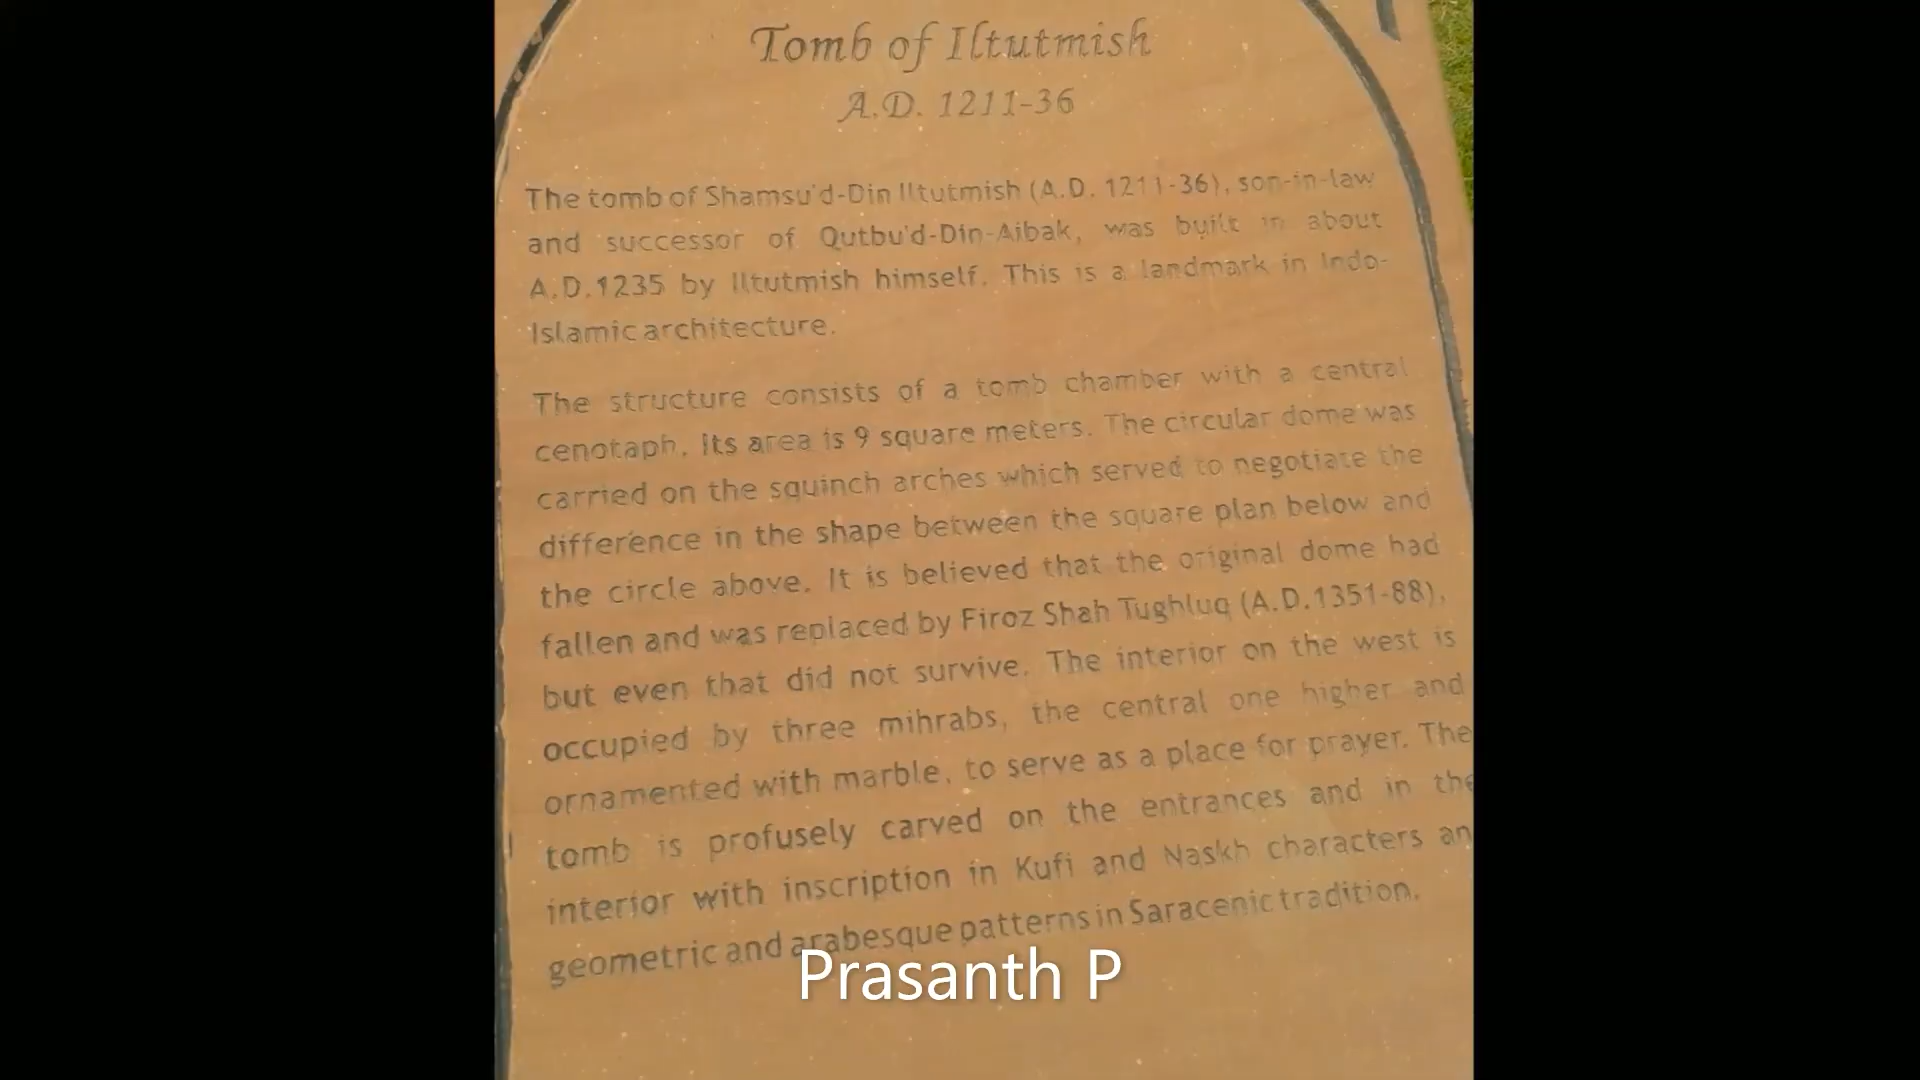 Tomb of Iltutmish
A.D. 1211-36
The tomb of Shamsu'd-Din Iltutmish (A.D. 1211-36), son-in-law
and successor of Qutbu'd-Din-Aibak, was built in about
A.D.1235 by Iltutmish himself. This is a landmark in Indo-
Islamic architecture.
The structure consists of a tomb chamber with a central
cenotaph. Its area is 9 square meters. The circular dome was
carried on the squinch arches which served to negotiate the
difference in the shape between the square plan below and
the circle above. It is believed that the original dome had
fallen and was replaced by Firoz Shah Tughluq (A.D.1351-88),
but even that did not survive. The interior on the west is
occupied by three mihrabs, the central one higher and
ornamented with marble, to serve as a place for prayer. The
tomb is profusely carved on the entrances and in the
interior with inscription in Kufi and Naskh characters an
geometric and arabesque patterns in Saracenic tradition.
Prasanth P